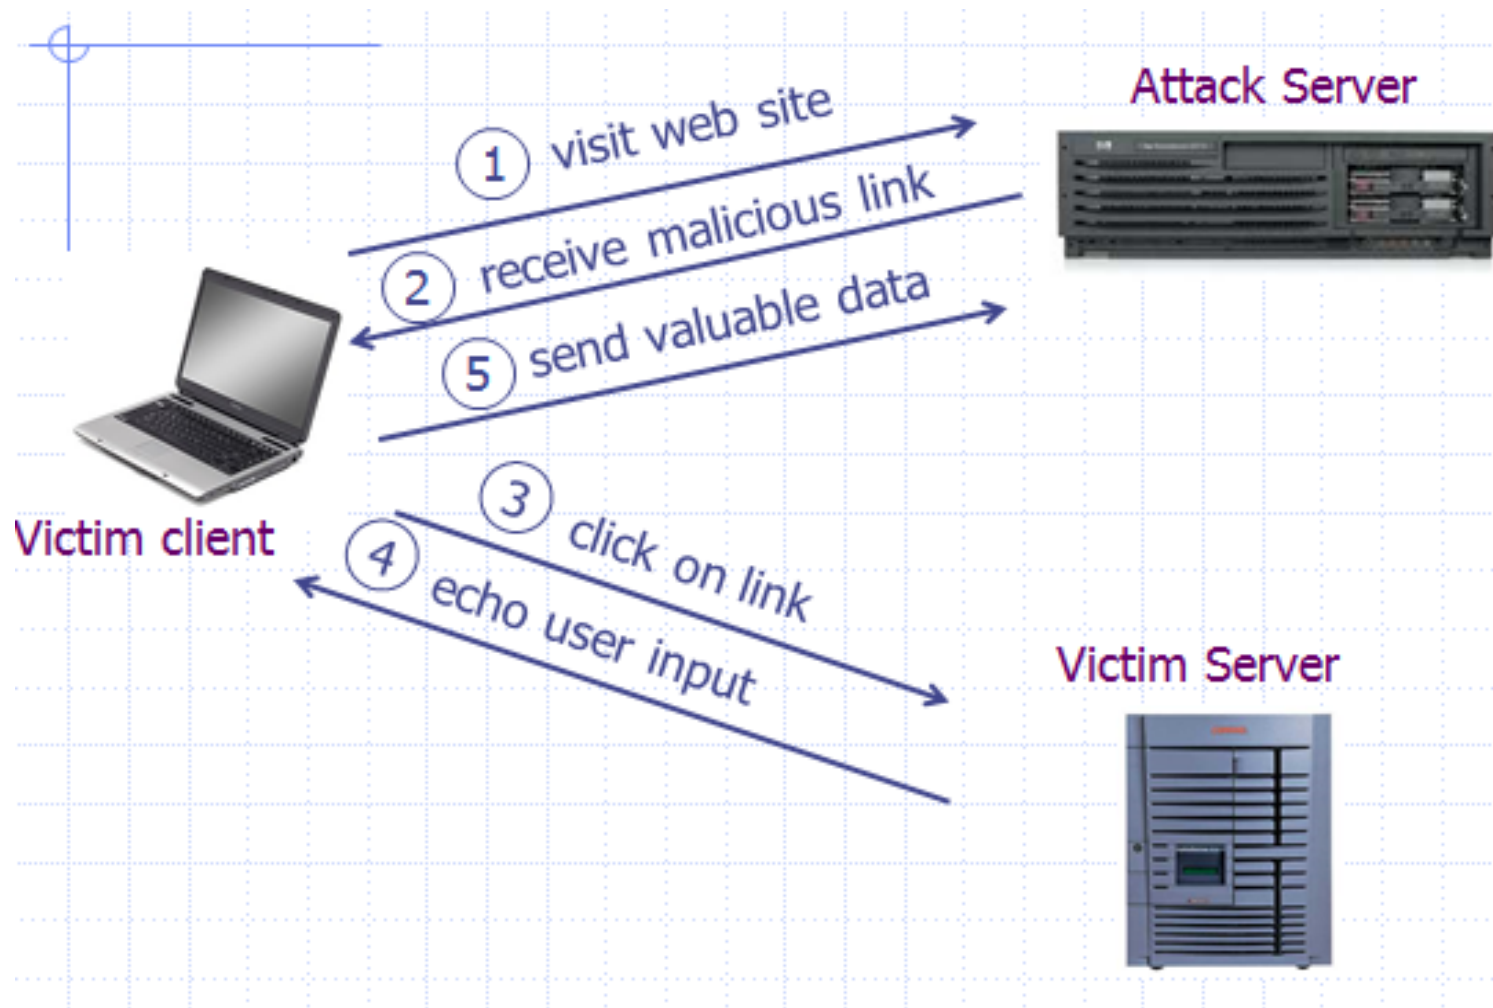 Attack Server
1 visit web site
2 receive malicious link
5 send valuable data
Victim client
3 click on link
4 echo user input
Victim Server